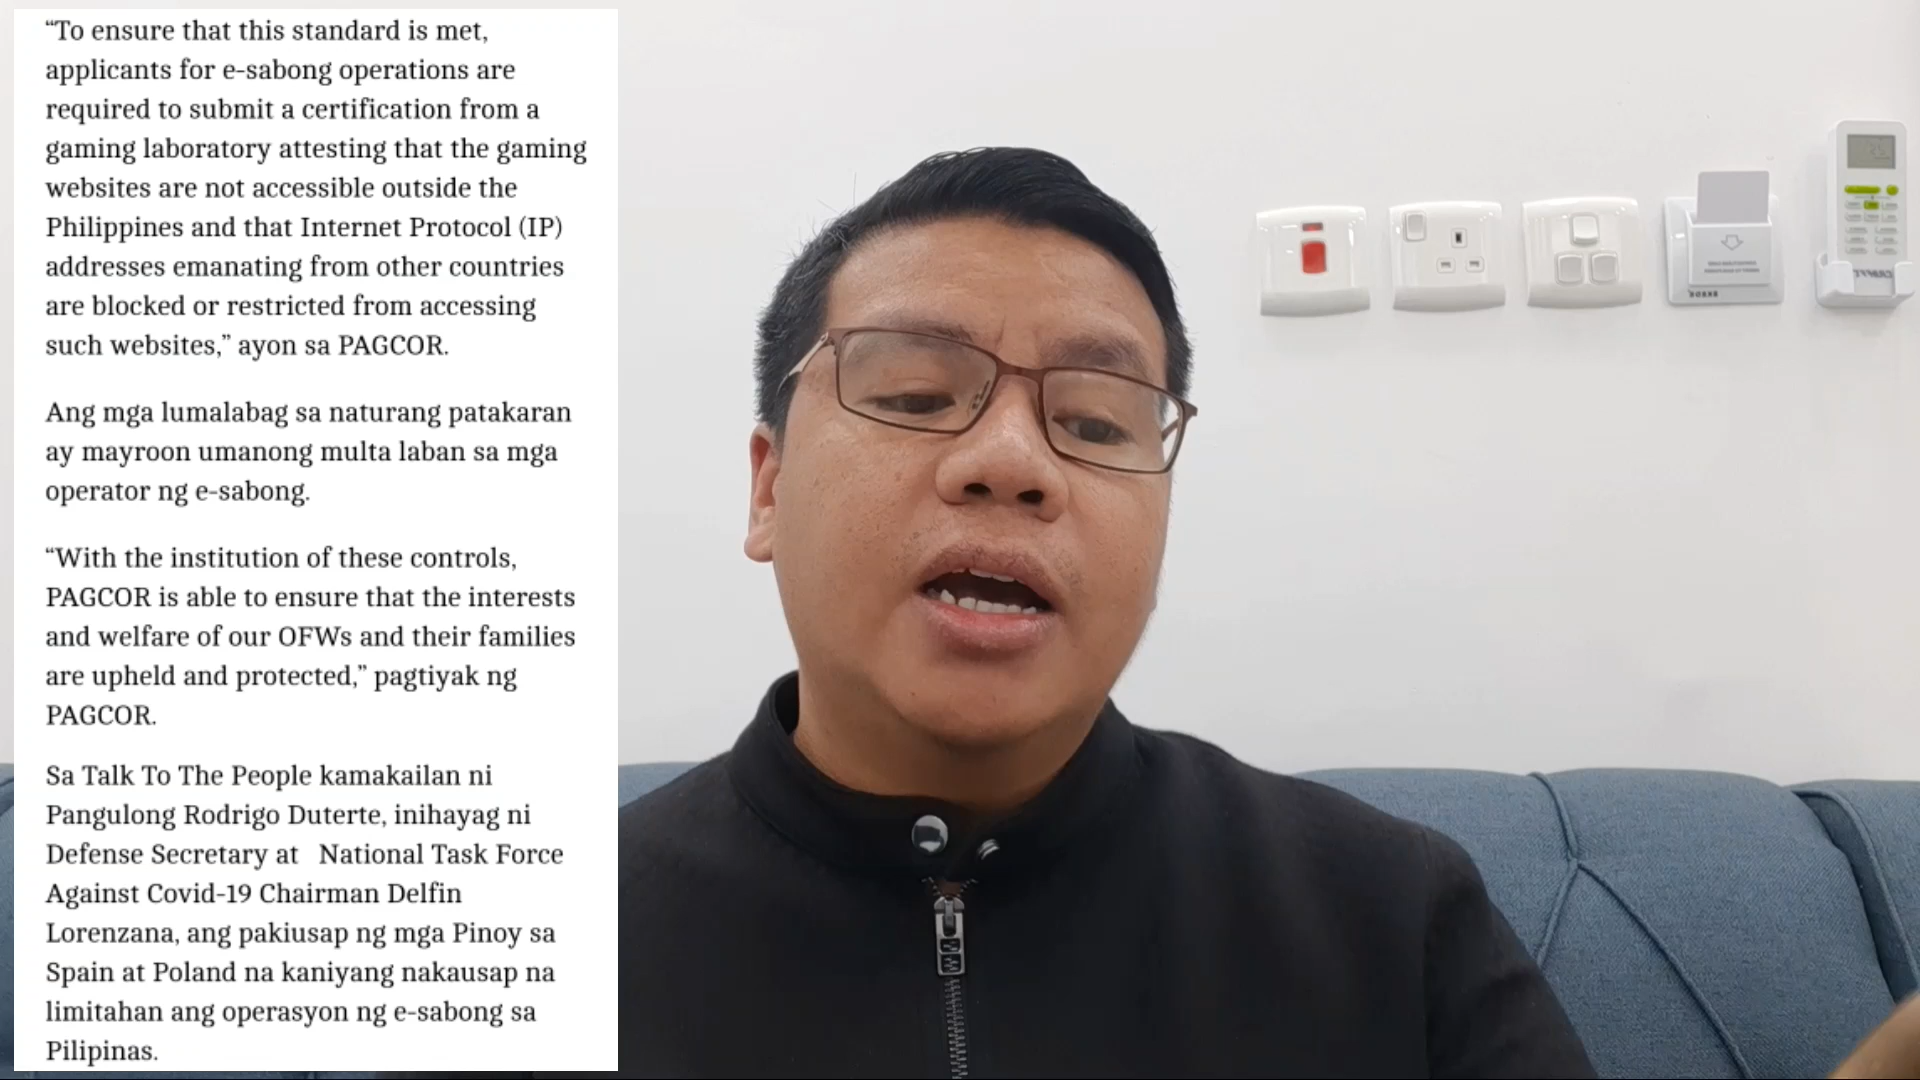 “To ensure that this standard is met,
applicants for e-sabong operations are
required to submit a certification from a
gaming laboratory attesting that the gaming
websites are not accessible outside the
Philippines and that Internet Protocol (IP)
addresses emanating from other countries
are blocked or restricted from accessing
such websites,” ayon sa PAGCOR.
Ang mga lumalabag sa naturang patakaran
ay mayroon umanong multa laban sa mga
operator ng e-sabong.
“With the institution of these controls,
PAGCOR is able to ensure that the interests
and welfare of our OFWs and their families
are upheld and protected,” pagtiyak ng
PAGCOR.
Sa Talk To The People kamakailan ni
Pangulong Rodrigo Duterte, inihayag ni
Defense Secretary at National Task Force
Against Covid-19 Chairman Delfin
Lorenzana, ang pakiusap ng mga Pinoy sa
Spain at Poland na kaniyang nakausap na
limitahan ang operasyon ng e-sabong sa
Pilipinas.